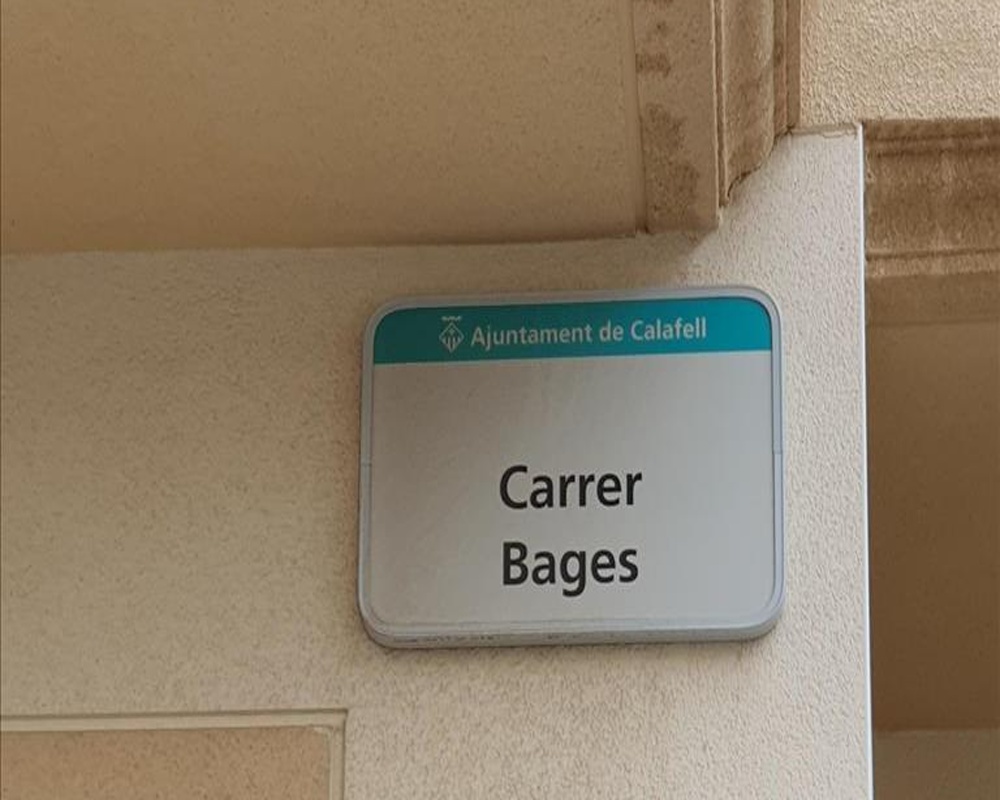 Ajuntament de Calafell
Carrer
Bages